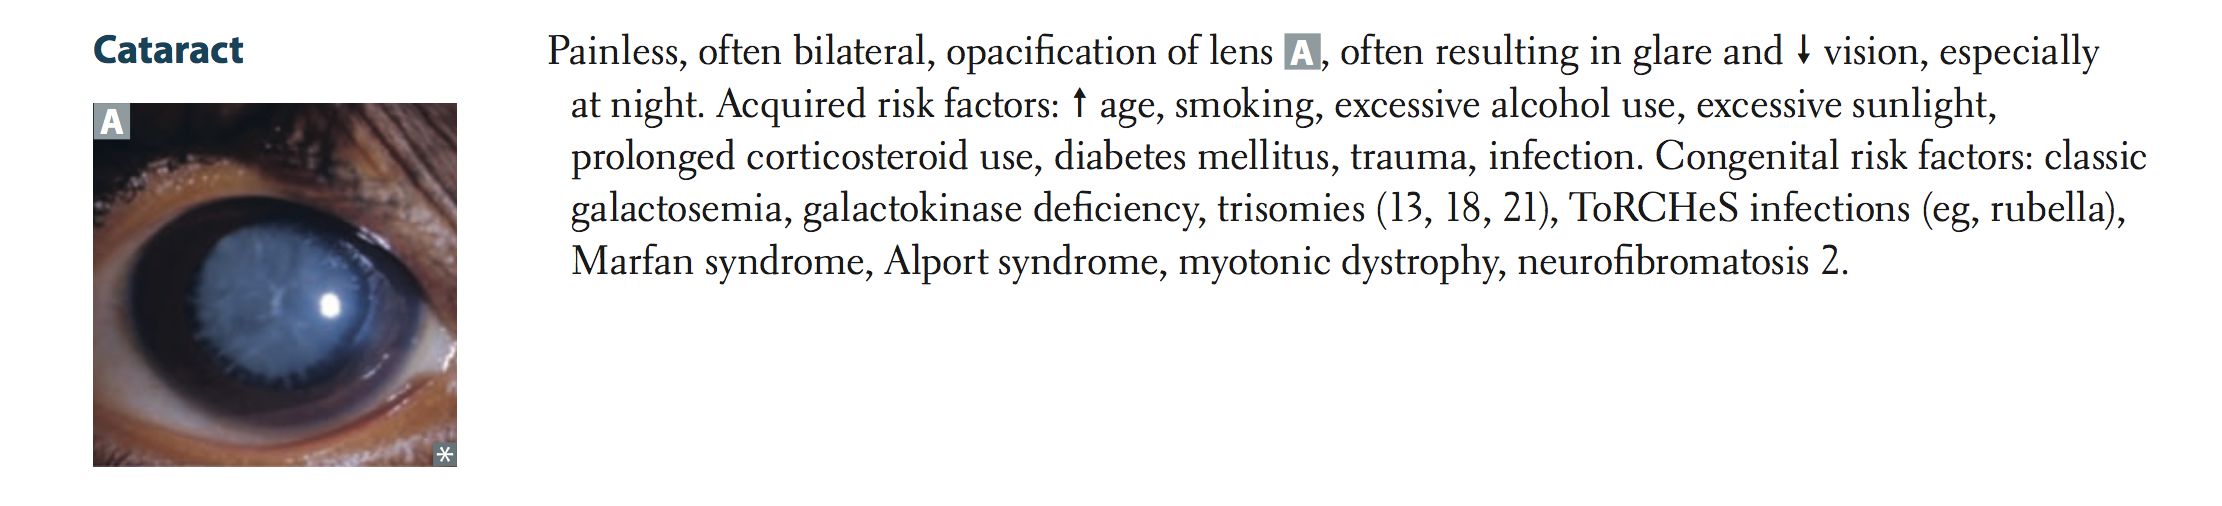 Cataract
A
*
Painless, often bilateral, opacification of lens A, often resulting in glare and ↓ vision, especially
at night. Acquired risk factors: ↑ age, smoking, excessive alcohol use, excessive sunlight,
prolonged corticosteroid use, diabetes mellitus, trauma, infection. Congenital risk factors: classic
galactosemia, galactokinase deficiency, trisomies (13, 18, 21), ToRCHeS infections (eg, rubella),
Marfan syndrome, Alport syndrome, myotonic dystrophy, neurofibromatosis 2.